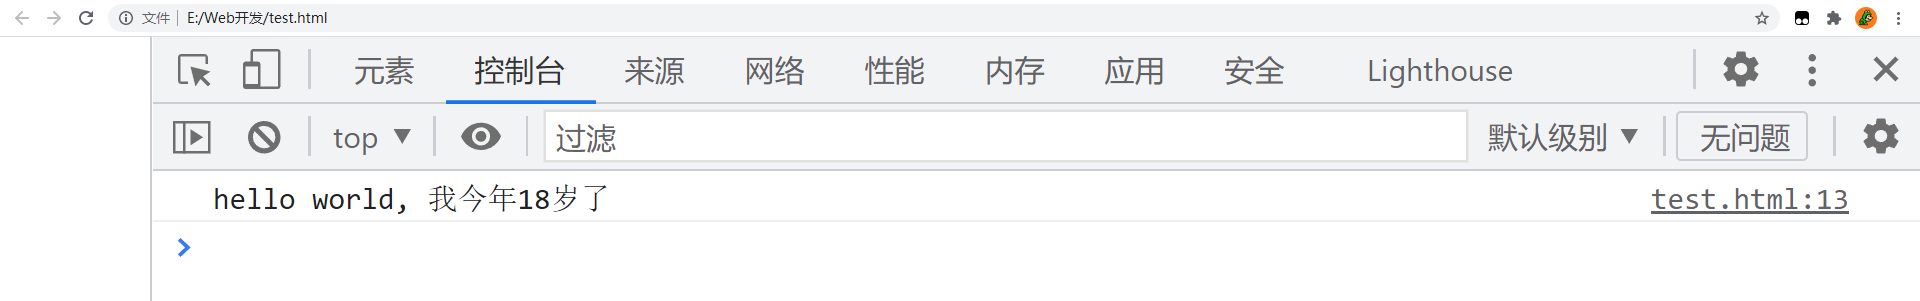 文件 E:/Web开发/test.html
元素 控制台 来源 网络 性能 内存 应用 安全 Lighthouse
top 过滤 默认级别 无问题
hello world, 我今年18岁了 test.html:13